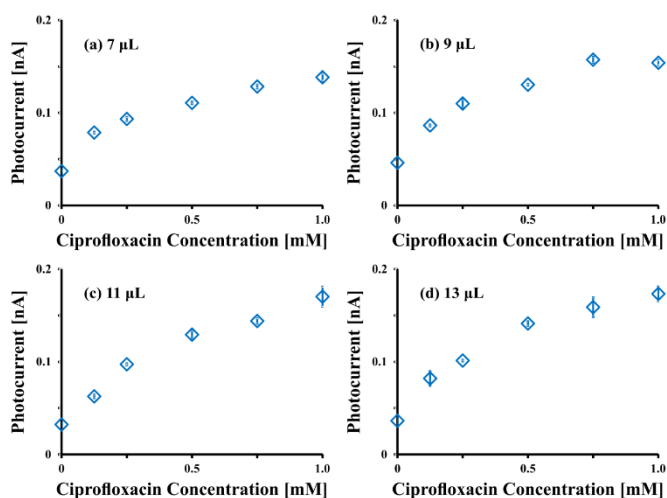 (a) 7 µL
Photocurrent [nA]
0.2
0.1
0
0
0.5
1.0
Ciprofloxacin Concentration [mM]
(b) 9 µL
Photocurrent [nA]
0.2
0.1
0
0
0.5
1.0
Ciprofloxacin Concentration [mM]
(c) 11 µL
Photocurrent [nA]
0.2
0.1
0
0
0.5
1.0
Ciprofloxacin Concentration [mM]
(d) 13 µL
Photocurrent [nA]
0.2
0.1
0
0
0.5
1.0
Ciprofloxacin Concentration [mM]